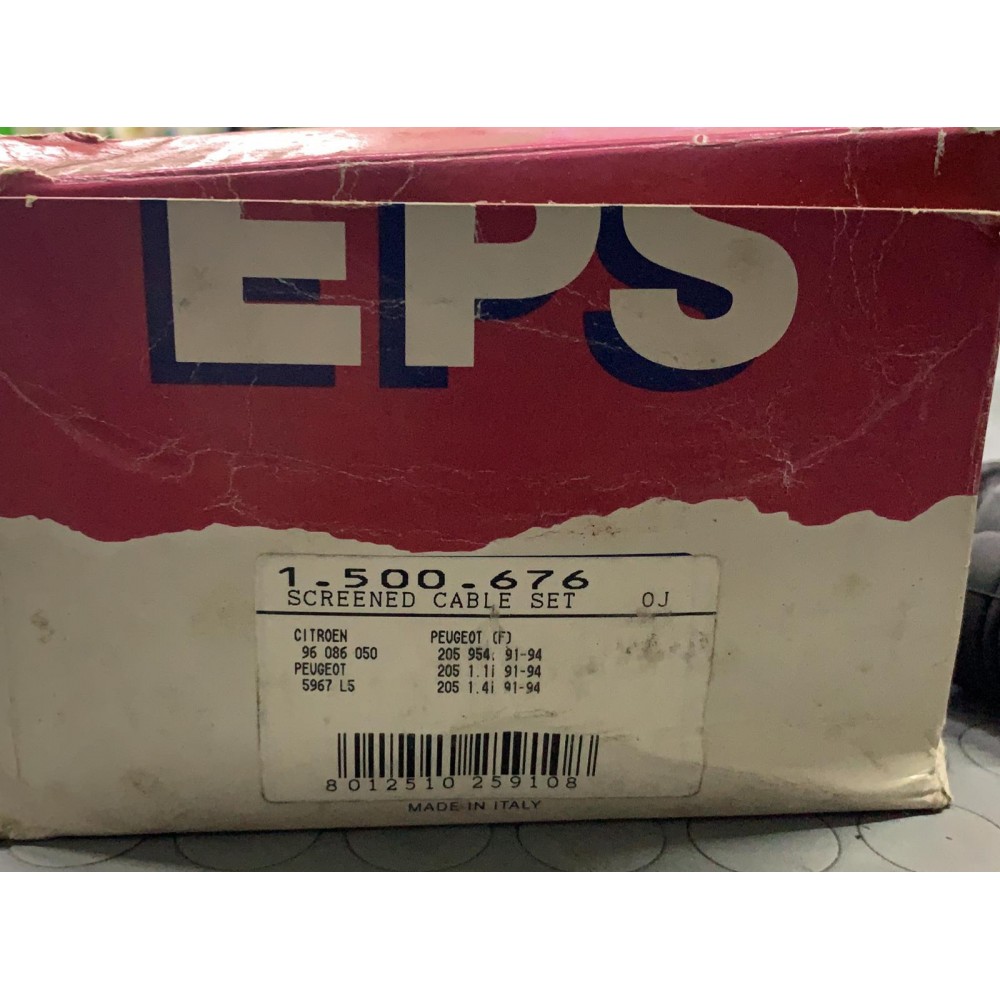 EPS
1.500.676
SCREENED CABLE SET OJ
CITROEN PEUGEOT (F)
96 086 050 205 954i 91-94
PEUGEOT 205 1.1i 91-94
5967 L5 205 1.4i 91-94
8 012510 259108
MADE IN ITALY